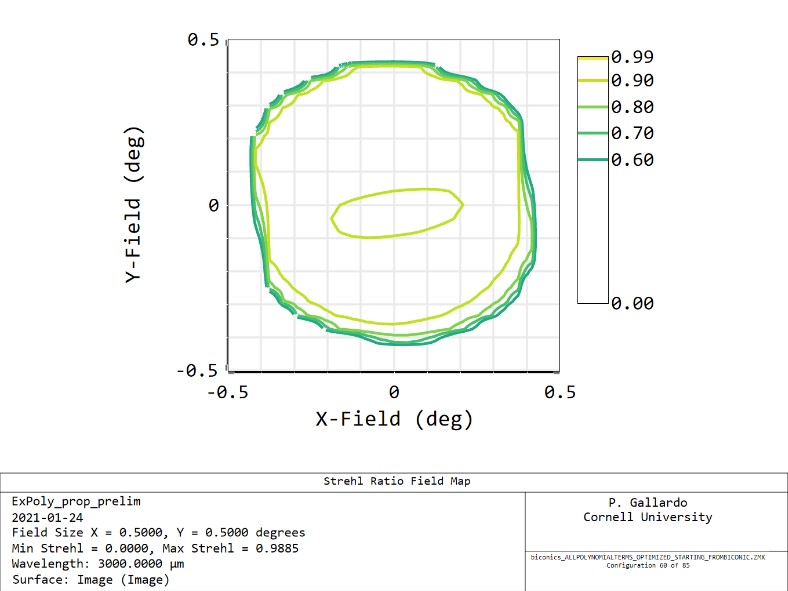 0.5
0
-0.5
Y-Field (deg)
-0.5 0 0.5
X-Field (deg)
0.99
0.90
0.80
0.70
0.60
0.00
Strehl Ratio Field Map
ExPoly_prop_prelim
2021-01-24
Field Size X = 0.5000, Y = 0.5000 degrees
Min Strehl = 0.0000, Max Strehl = 0.9885
Wavelength: 3000.0000 µm
Surface: Image (Image)
P. Gallardo
Cornell University
biconics_ALLPOLYNOMIALTERMS_OPTIMIZED_STARTING_FROMBICONIC.ZMX
Configuration 60 of 85